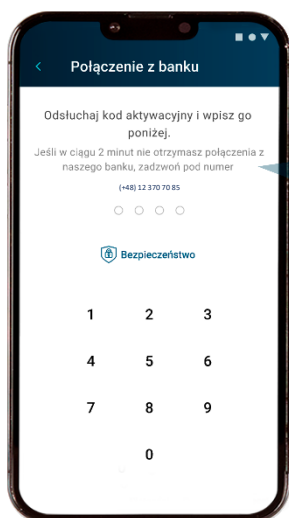 Połączenie z banku
Odsłuchaj kod aktywacyjny i wpisz go
poniżej.
Jeśli w ciągu 2 minut nie otrzymasz połączenia z
naszego banku, zadzwoń pod numer
(+48) 12 370 70 85
Bezpieczeństwo
1 2 3
4 5 6
7 8 9
0